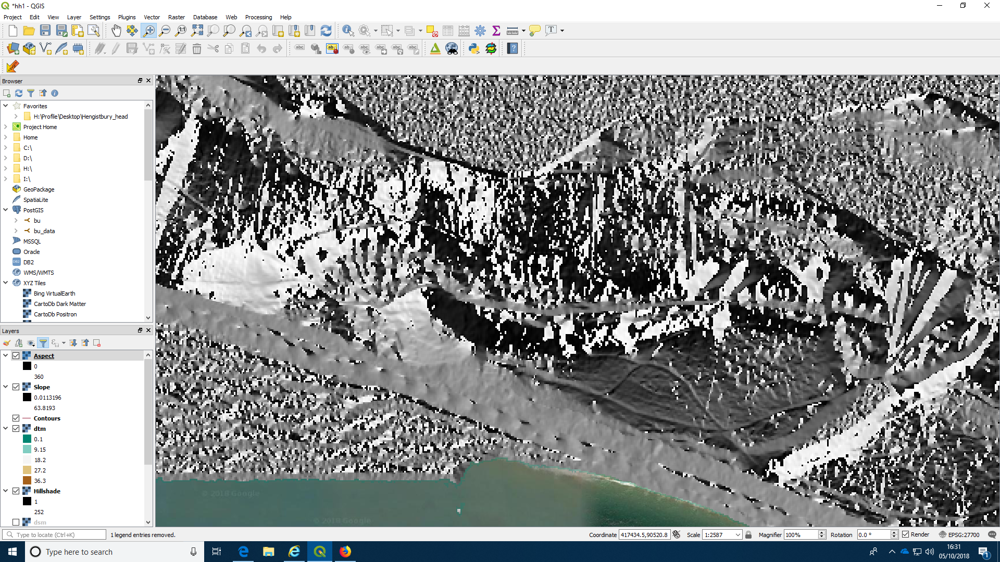 *hh1 - QGIS
Project Edit View Layer Settings Plugins Vector Raster Database Web Processing Help
Browser
Favorites
H:\Profile\Desktop\Hengistbury_head
Project Home
Home
C:\
D:\
H:\
I:\
GeoPackage
SpatiaLite
PostGIS
bu
bu_data
MSSQL
Oracle
DB2
WMS/WMTS
XYZ Tiles
Bing VirtualEarth
CartoDb Dark Matter
CartoDb Positron
Layers
Aspect
0
360
Slope
0.0113196
63.8193
Contours
dtm
0.1
9.15
18.2
27.2
36.3
Hillshade
1
252
dsm
© 2018 Google
© 2018 Google
Type to locate (Ctrl+K) 1 legend entries removed. Coordinate 417434.5,90520.8 Scale 1:2587 Magnifier 100% Rotation 0.0 ° Render EPSG:27700
Type here to search
16:31
05/10/2018
1